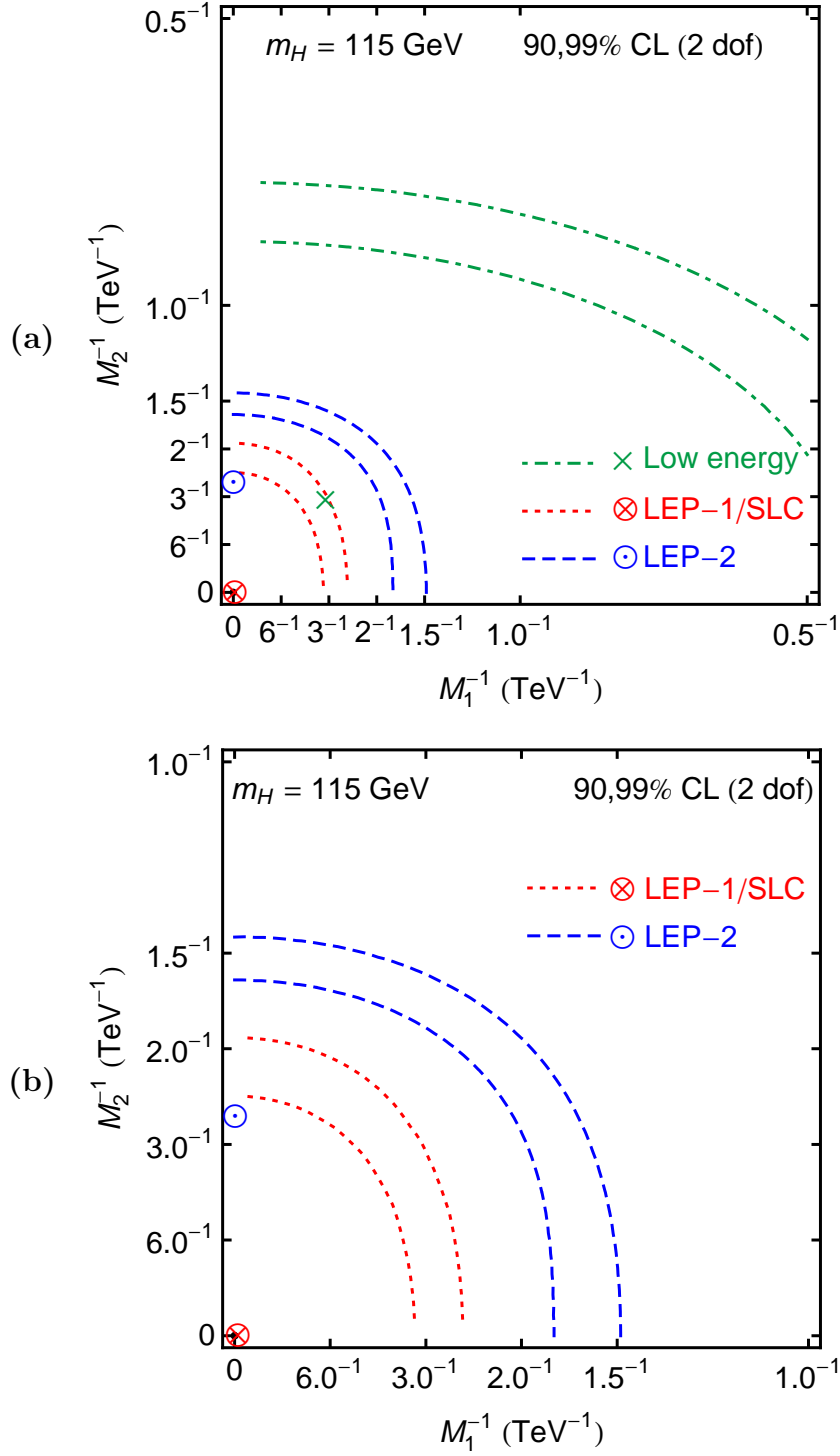 0.5⁻¹
m_H = 115 GeV 90,99% CL (2 dof)
1.0⁻¹
(a)
M₂⁻¹ (TeV⁻¹)
1.5⁻¹
2⁻¹
3⁻¹
6⁻¹
0
Low energy
LEP−1/SLC
LEP−2
0 6⁻¹ 3⁻¹ 2⁻¹ 1.5⁻¹ 1.0⁻¹ 0.5⁻¹
M₁⁻¹ (TeV⁻¹)
1.0⁻¹
m_H = 115 GeV 90,99% CL (2 dof)
LEP−1/SLC
LEP−2
1.5⁻¹
(b)
M₂⁻¹ (TeV⁻¹)
2.0⁻¹
3.0⁻¹
6.0⁻¹
0
0 6.0⁻¹ 3.0⁻¹ 2.0⁻¹ 1.5⁻¹ 1.0⁻¹
M₁⁻¹ (TeV⁻¹)